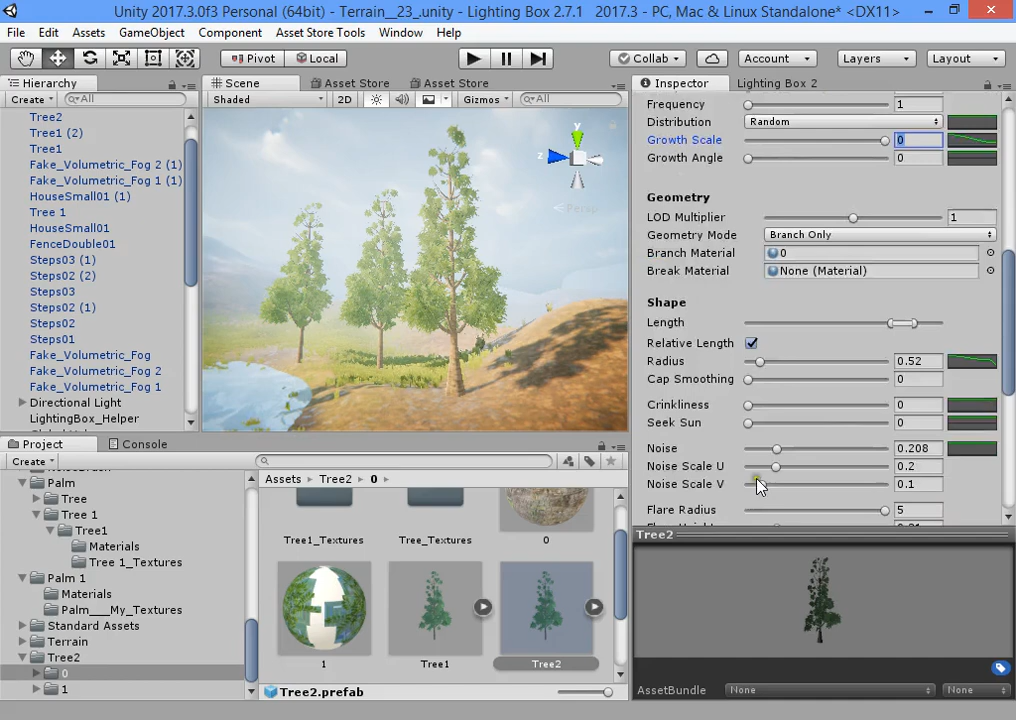 Unity 2017.3.0f3 Personal (64bit) - Terrain__23_.unity - Lighting Box 2.7.1 2017.3 - PC, Mac & Linux Standalone* <DX11>
File Edit Assets GameObject Component Asset Store Tools Window Help
Pivot Local Collab Account Layers Layout
Hierarchy Scene Asset Store Asset Store Inspector Lighting Box 2
Create All Shaded 2D Gizmos All
Tree2
Tree1 (2)
Tree1
Fake_Volumetric_Fog 2 (1)
Fake_Volumetric_Fog 1 (1)
HouseSmall01 (1)
Tree 1
HouseSmall01
FenceDouble01
Steps03 (1)
Steps02 (2)
Steps03
Steps02 (1)
Steps02
Steps01
Fake_Volumetric_Fog
Fake_Volumetric_Fog 2
Fake_Volumetric_Fog 1
Directional Light
LightingBox_Helper
y
z
Persp
Frequency 1
Distribution Random
Growth Scale 0
Growth Angle 0
Geometry
LOD Multiplier 1
Geometry Mode Branch Only
Branch Material 0
Break Material None (Material)
Shape
Length
Relative Length
Radius 0.52
Cap Smoothing 0
Crinkliness 0
Seek Sun 0
Noise 0.208
Noise Scale U 0.2
Noise Scale V 0.1
Flare Radius 5
Project Console
Create
Palm
Tree
Tree 1
Tree1
Materials
Tree 1_Textures
Palm 1
Materials
Palm___My_Textures
Standard Assets
Terrain
Tree2
0
1
Assets Tree2 0
Tree1_Textures Tree_Textures 0
1 Tree1 Tree2
Tree2.prefab
Tree2
AssetBundle None None